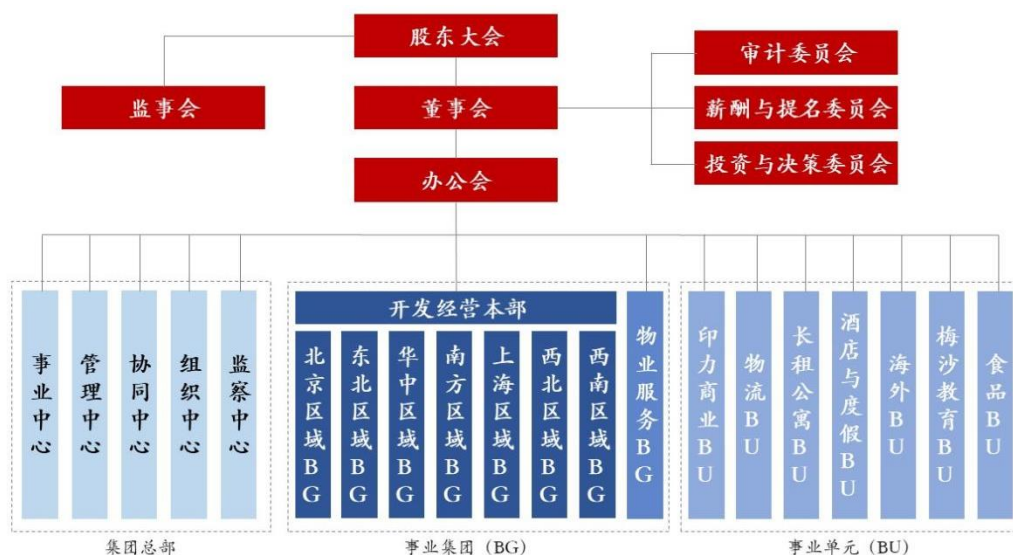 股东大会
审计委员会
监事会
董事会
薪酬与提名委员会
投资与决策委员会
办公会
开发经营本部
事业中心
管理中心
协同中心
组织中心
监察中心
北京区域BG
东北区域BG
华中区域BG
南方区域BG
上海区域BG
西北区域BG
西南区域BG
物业服务BG
印力商业BU
物流BU
长租公寓BU
酒店与度假BU
海外BU
梅沙教育BU
食品BU
集团总部
事业集团（BG）
事业单元（BU）